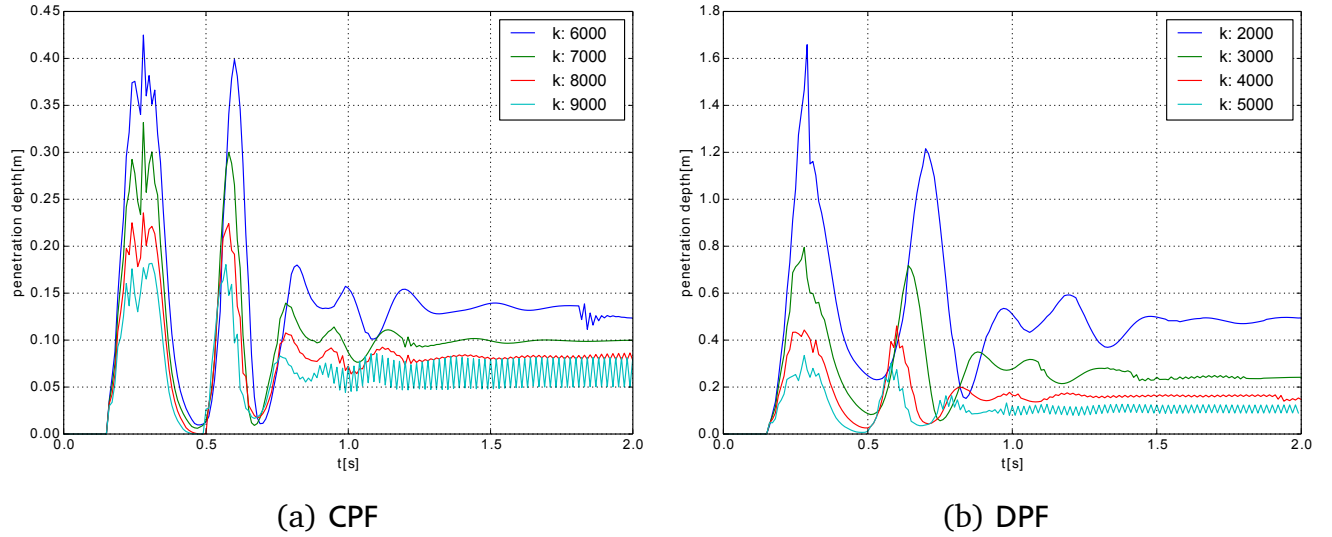 0.45
0.40
0.35
0.30
0.25
0.20
0.15
0.10
0.05
0.00
penetration depth[m]
0.0
0.5
1.0
1.5
2.0
t[s]
k: 6000
k: 7000
k: 8000
k: 9000
(a) CPF
1.8
1.6
1.4
1.2
1.0
0.8
0.6
0.4
0.2
0.0
penetration depth[m]
0.0
0.5
1.0
1.5
2.0
t[s]
k: 2000
k: 3000
k: 4000
k: 5000
(b) DPF